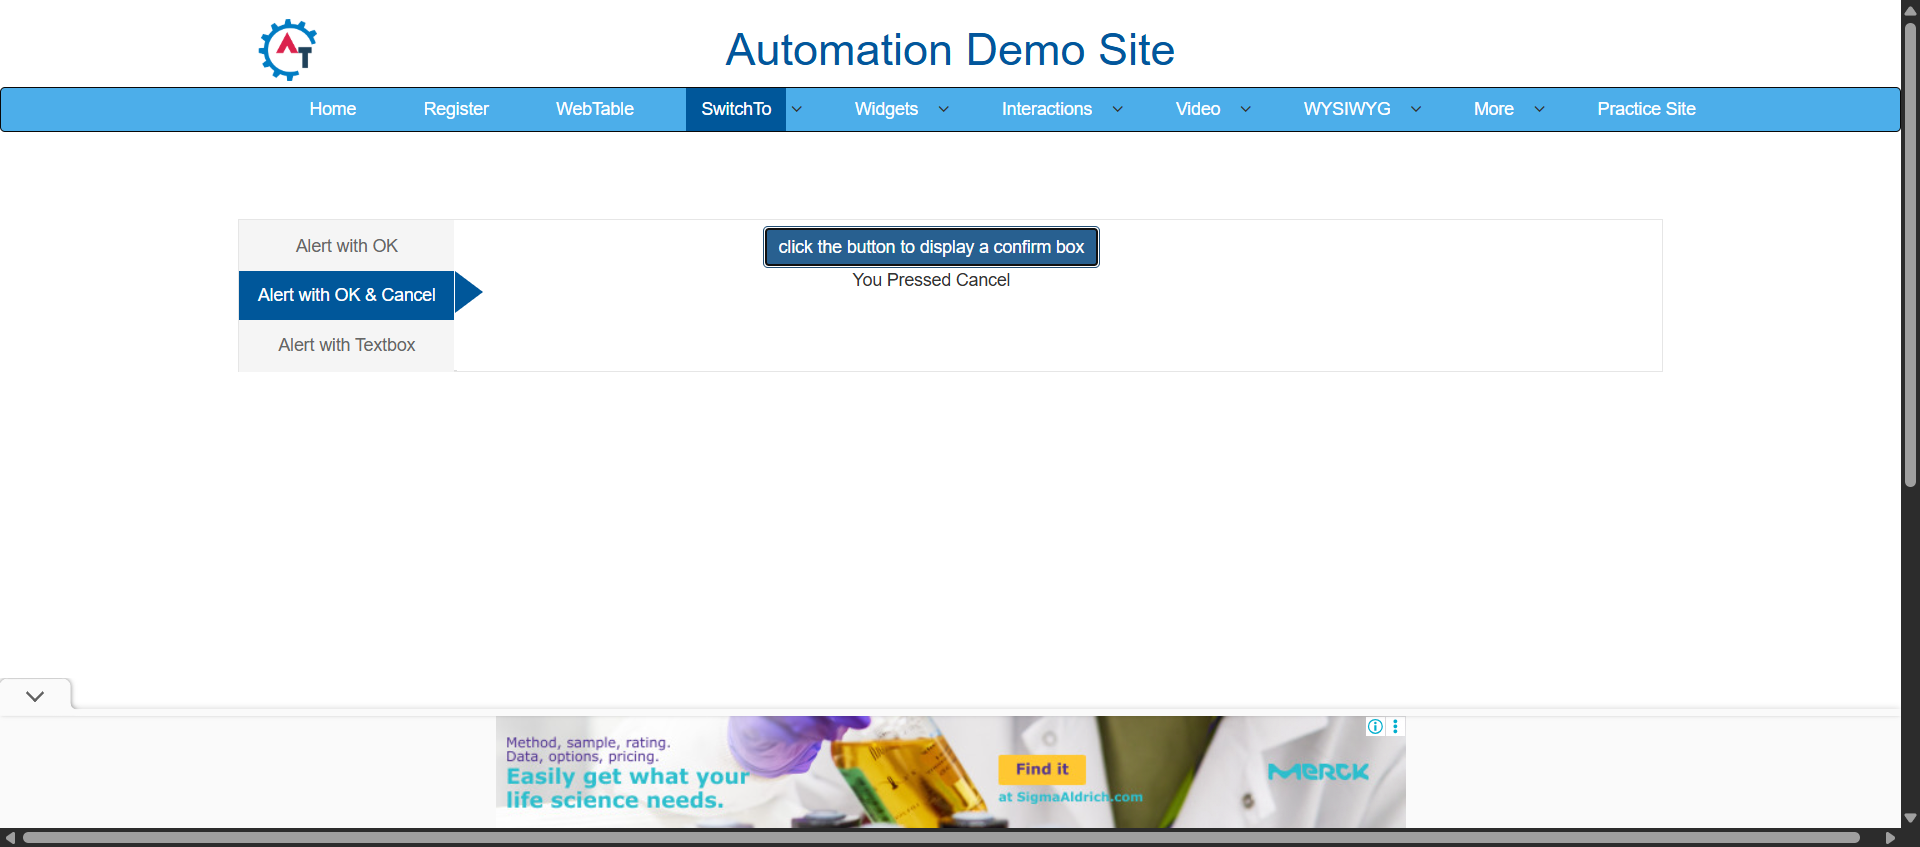 AT
Automation Demo Site
Home Register WebTable SwitchTo Widgets Interactions Video WYSIWYG More Practice Site
Alert with OK
click the button to display a confirm box
You Pressed Cancel
Alert with OK & Cancel
Alert with Textbox
Method, sample, rating.
Data, options, pricing.
Easily get what your
life science needs.
Find it
at SigmaAldrich.com
MERCK